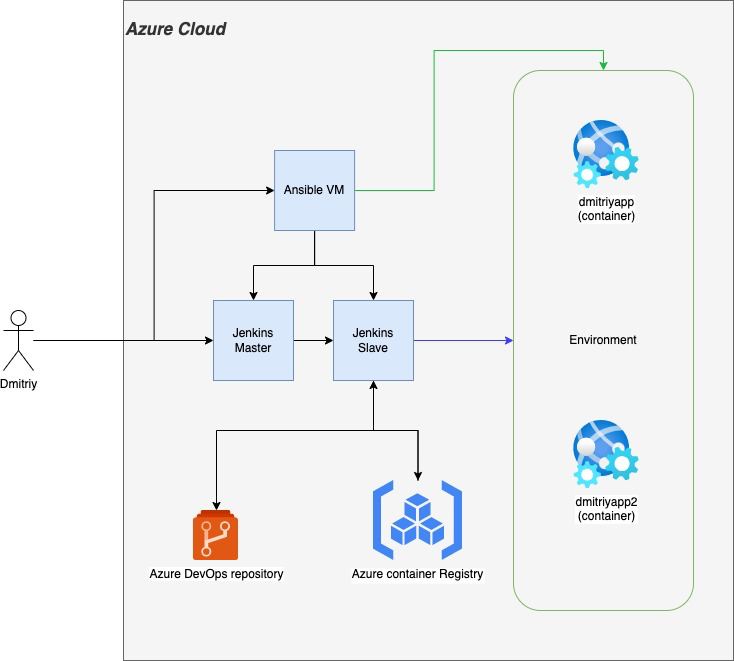 Azure Cloud
Ansible VM
dmitriyapp
(container)
Jenkins
Master
Jenkins
Slave
Environment
Dmitriy
dmitriyapp2
(container)
Azure DevOps repository
Azure container Registry